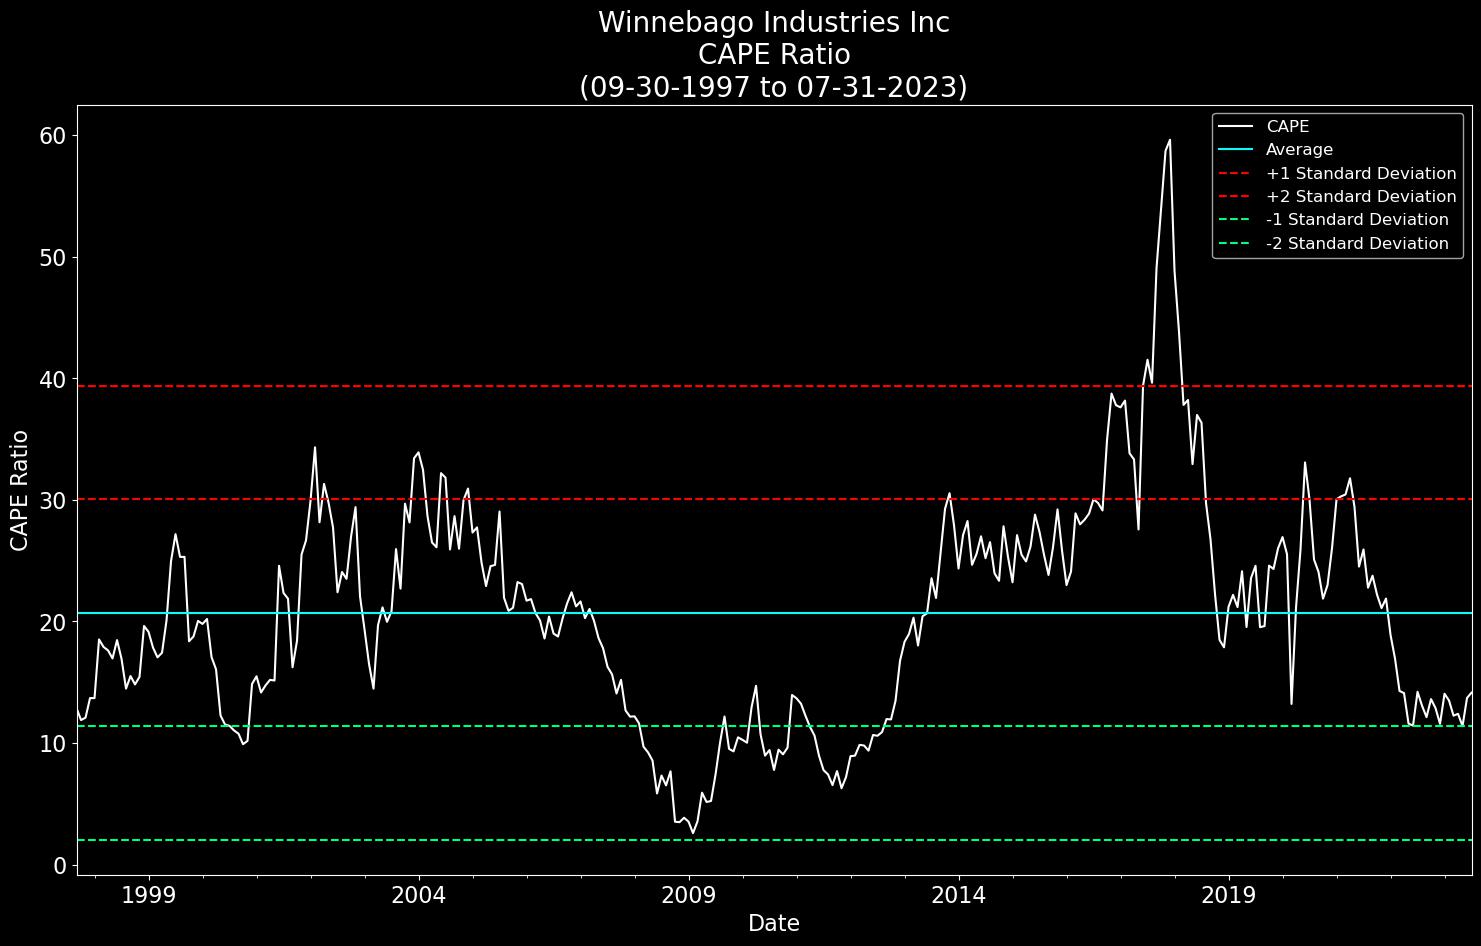 Winnebago Industries Inc
CAPE Ratio
(09-30-1997 to 07-31-2023)
CAPE
Average
+1 Standard Deviation
+2 Standard Deviation
-1 Standard Deviation
-2 Standard Deviation
CAPE Ratio
60
50
40
30
20
10
0
1999 2004 2009 2014 2019
Date